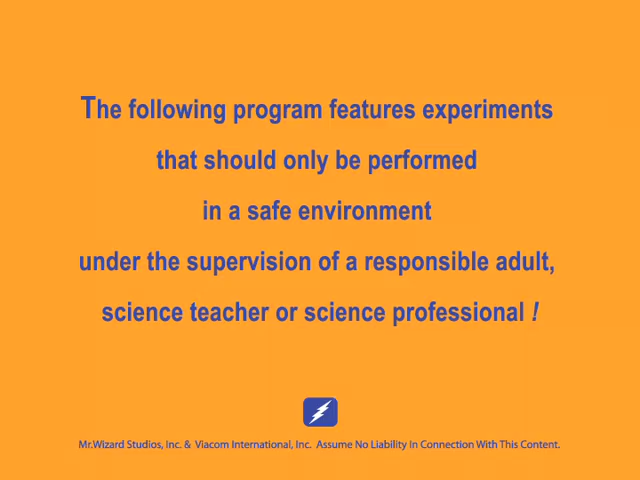 The following program features experiments
that should only be performed
in a safe environment
under the supervision of a responsible adult,
science teacher or science professional !
Mr.Wizard Studios, Inc. & Viacom International, Inc. Assume No Liability In Connection With This Content.